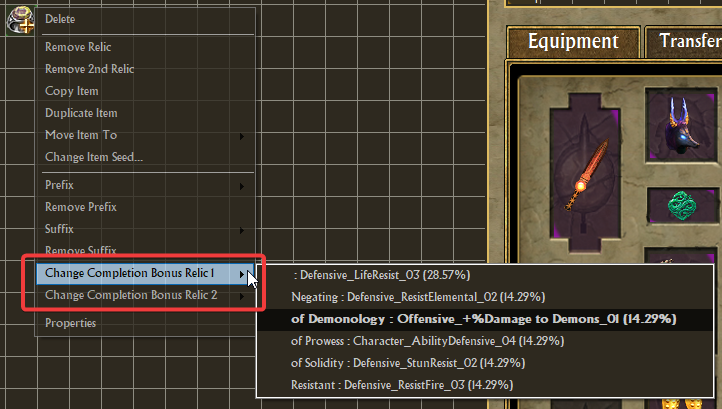 Delete
Remove Relic
Remove 2nd Relic
Copy Item
Duplicate Item
Move Item To
Change Item Seed...
Prefix
Remove Prefix
Suffix
Remove Suffix
Change Completion Bonus Relic 1
Change Completion Bonus Relic 2
Properties
: Defensive_LifeResist_03 (28.57%)
Negating : Defensive_ResistElemental_02 (14.29%)
of Demonology : Offensive_+%Damage to Demons_01 (14.29%)
of Prowess : Character_AbilityDefensive_04 (14.29%)
of Solidity : Defensive_StunResist_02 (14.29%)
Resistant : Defensive_ResistFire_03 (14.29%)
Equipment
Transfer